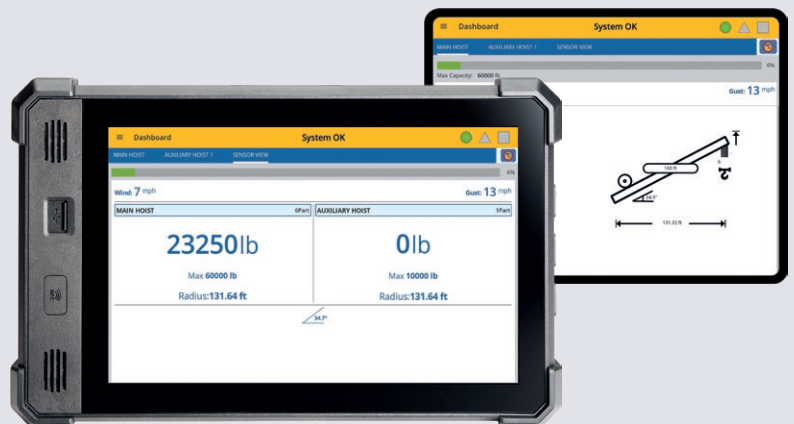 Dashboard
System OK
MAIN HOIST AUXILIARY HOIST 1 SENSOR VIEW
6%
Max Capacity: 60000 lb
Gust: 13 mph
131.32 ft
Dashboard
System OK
MAIN HOIST AUXILIARY HOIST 1 SENSOR VIEW
6%
Wind: 7 mph
Gust: 13 mph
MAIN HOIST 6Part AUXILIARY HOIST 1Part
23250lb
0lb
Max 60000 lb
Max 10000 lb
Radius:131.64 ft
Radius:131.64 ft
34.7°